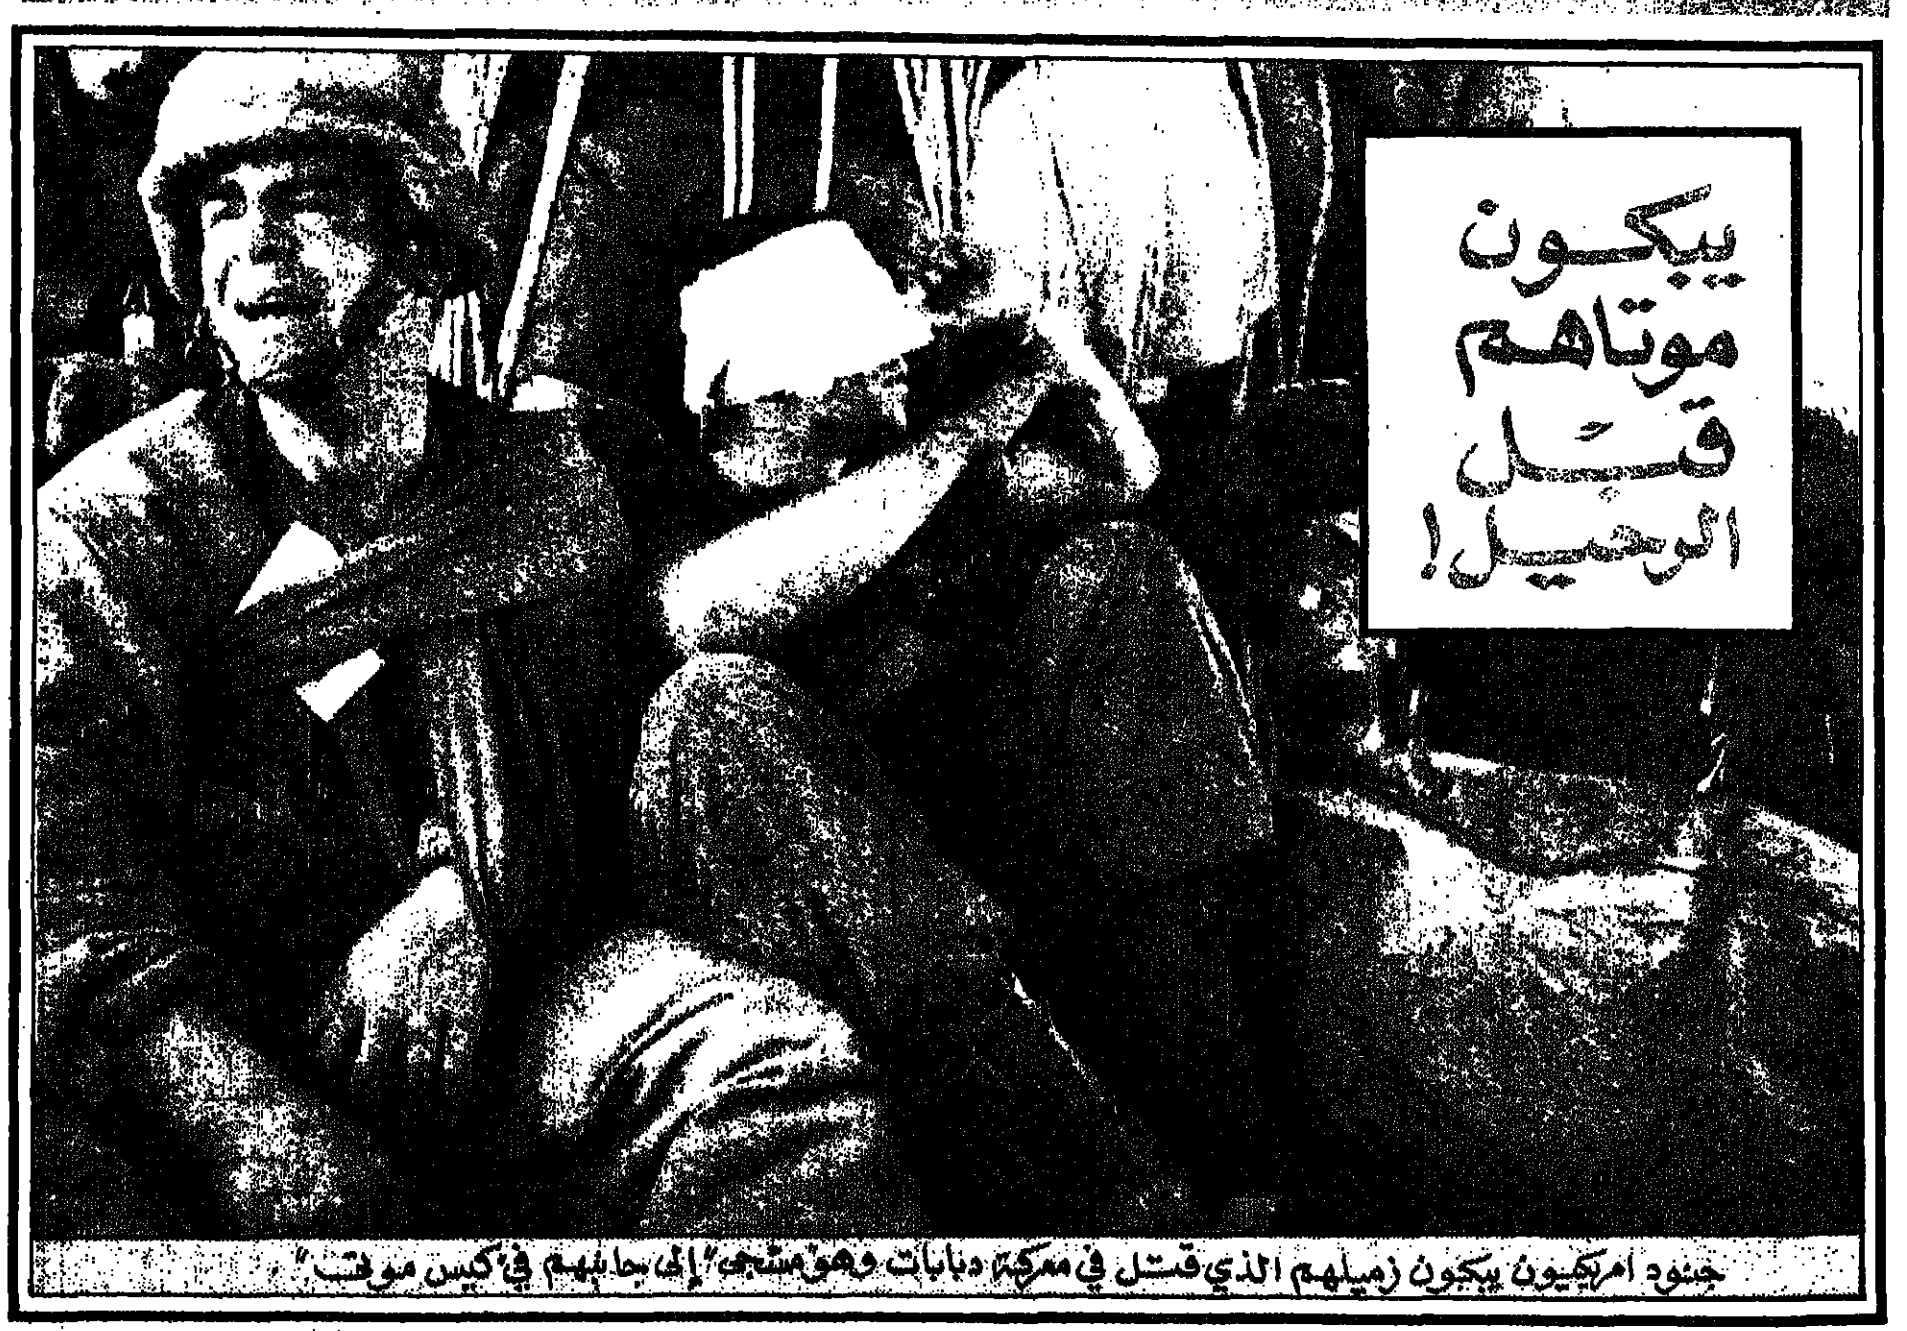 يبكون
موتاهم
قبل
الرحيل!
جنود امريكيون يبكون زميلهم الذي قتل في معركة دبابات وهو "مسجى" إلى جانبهم في "كيس موتى"